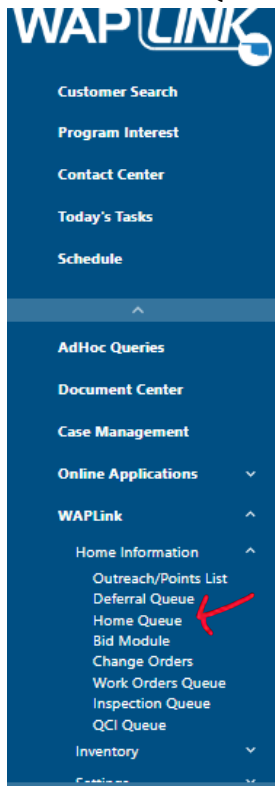 WAPLINK
Customer Search
Program Interest
Contact Center
Today's Tasks
Schedule
AdHoc Queries
Document Center
Case Management
Online Applications
WAPLink
Home Information
Outreach/Points List
Deferral Queue
Home Queue
Bid Module
Change Orders
Work Orders Queue
Inspection Queue
QCI Queue
Inventory